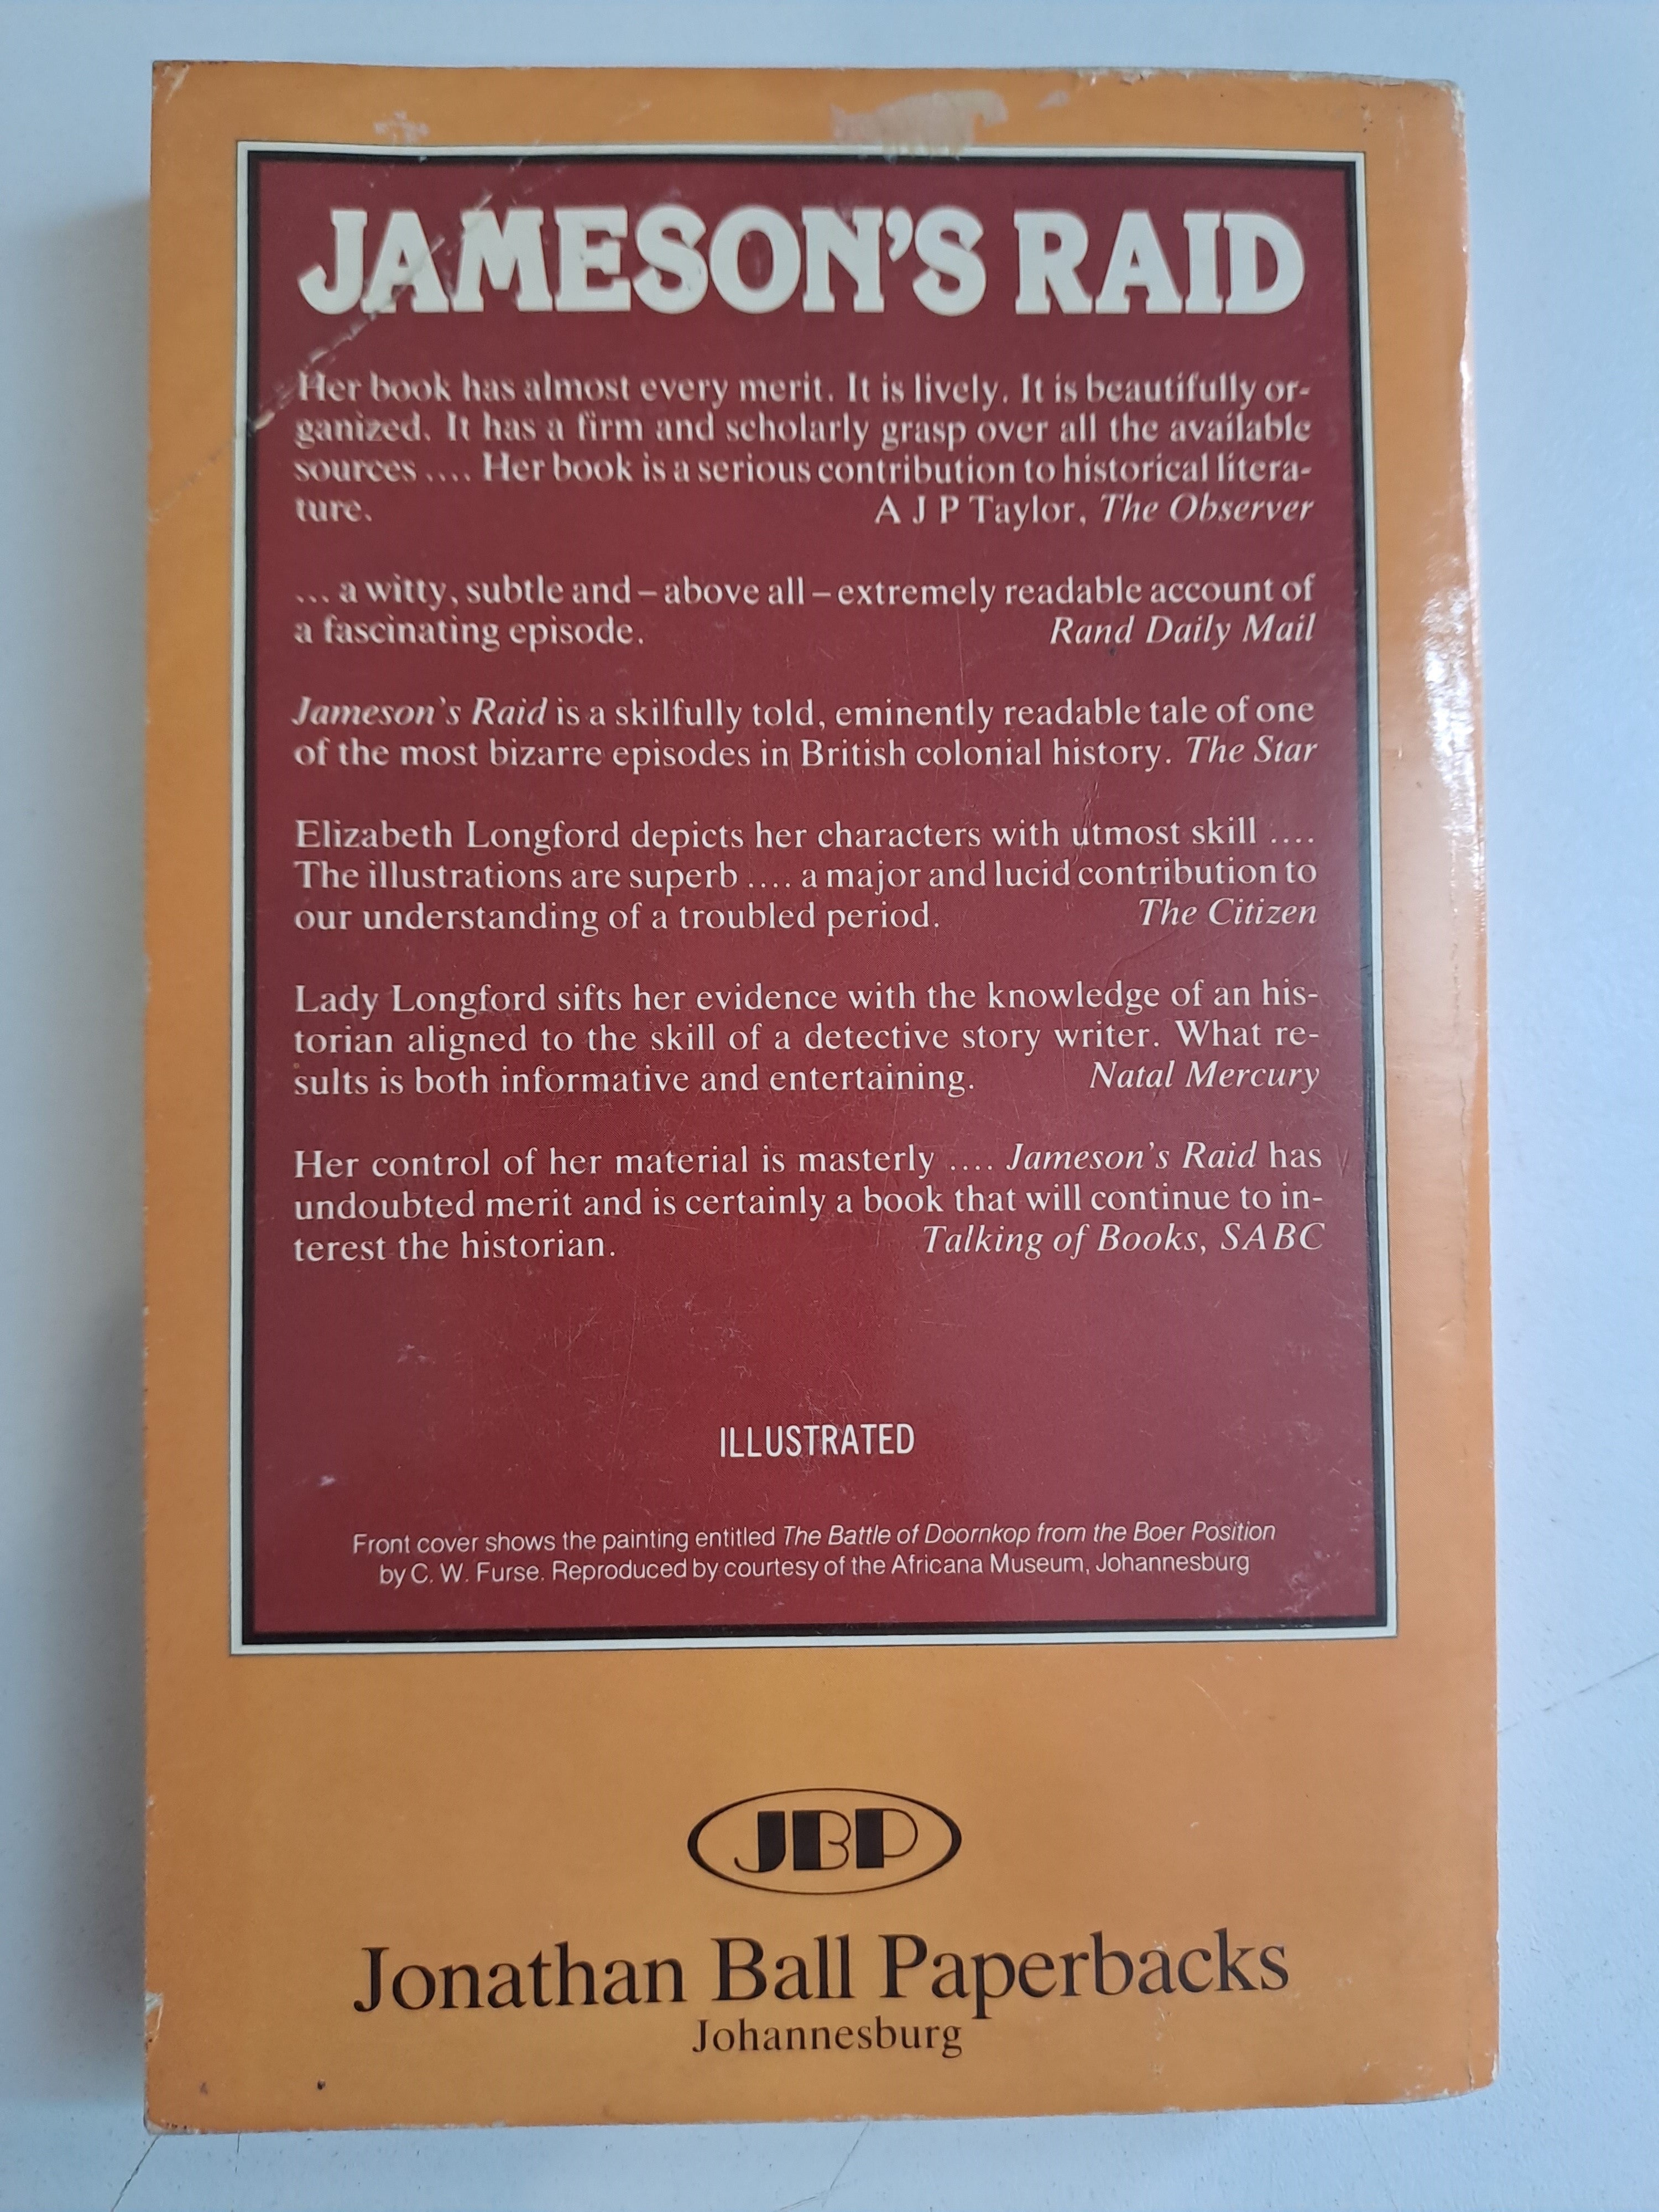 JAMESON'S RAID
Her book has almost every merit. It is lively. It is beautifully or-
ganized. It has a firm and scholarly grasp over all the available
sources .... Her book is a serious contribution to historical litera-
ture. A J P Taylor, The Observer
... a witty, subtle and – above all – extremely readable account of
a fascinating episode. Rand Daily Mail
Jameson's Raid is a skilfully told, eminently readable tale of one
of the most bizarre episodes in British colonial history. The Star
Elizabeth Longford depicts her characters with utmost skill ....
The illustrations are superb .... a major and lucid contribution to
our understanding of a troubled period. The Citizen
Lady Longford sifts her evidence with the knowledge of an his-
torian aligned to the skill of a detective story writer. What re-
sults is both informative and entertaining. Natal Mercury
Her control of her material is masterly .... Jameson's Raid has
undoubted merit and is certainly a book that will continue to in-
terest the historian. Talking of Books, SABC
ILLUSTRATED
Front cover shows the painting entitled The Battle of Doornkop from the Boer Position
by C. W. Furse. Reproduced by courtesy of the Africana Museum, Johannesburg
JBP
Jonathan Ball Paperbacks
Johannesburg